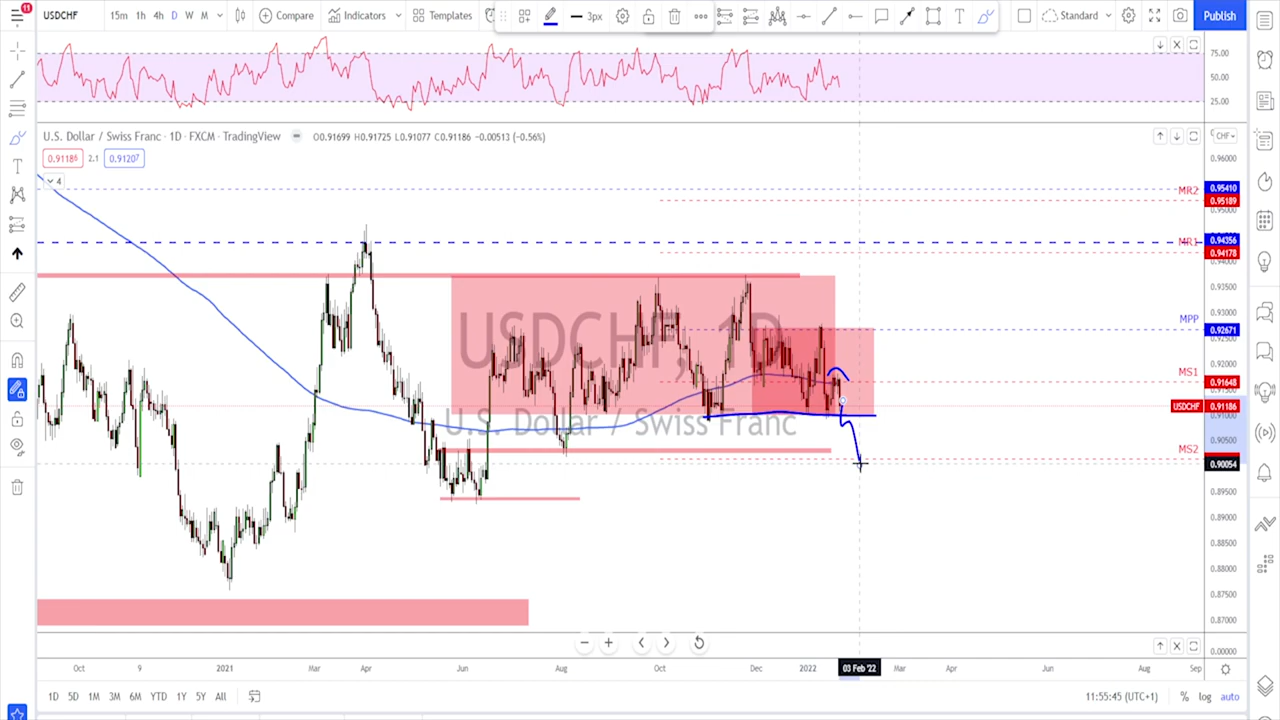 11
USDCHF
15m 1h 4h D W M
Compare
Indicators
Templates
3px
Standard
Publish
75.00
50.00
25.00
U.S. Dollar / Swiss Franc · 1D · FXCM · TradingView
O0.91699 H0.91725 L0.91077 C0.91186 −0.00513 (−0.56%)
CHF
0.91186 2.1 0.91207
4
0.96000
MR2
0.95410
0.95189
0.95000
MR1
0.94356
0.94178
0.94000
0.93500
0.93000
MPP
0.92671
0.92500
0.92000
MS1
0.91648
0.91500
USDCHF
0.91186
0.91000
0.90500
MS2
0.90054
0.89500
0.89000
0.88500
0.88000
0.87500
0.87000
0.00000
USDCHF, 1D
U.S. Dollar / Swiss Franc
Oct 9 2021 Mar Apr Jun Aug Oct Dec 2022 03 Feb '22 Mar Apr Jun Aug Sep
1D 5D 1M 3M 6M YTD 1Y 5Y All
11:55:45 (UTC+1)
% log auto